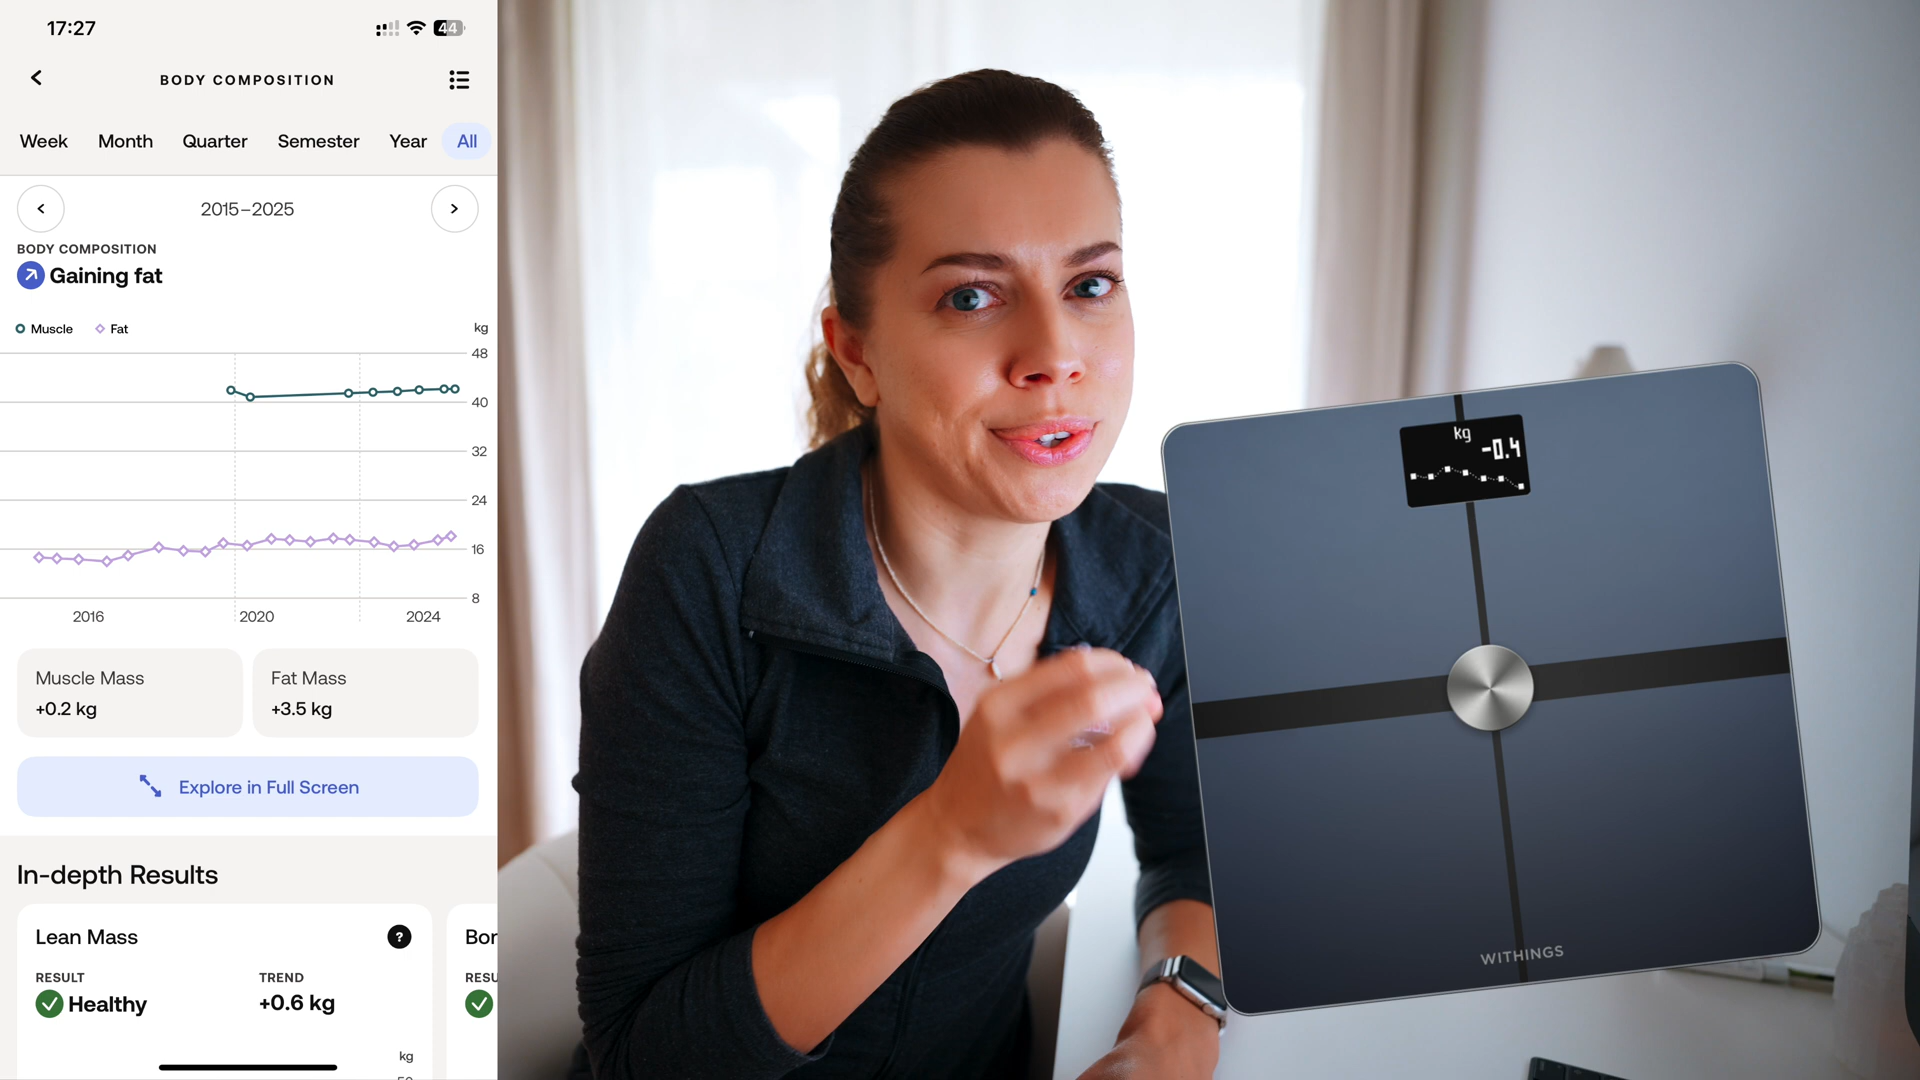 17:27
44
BODY COMPOSITION
Week Month Quarter Semester Year All
2015–2025
BODY COMPOSITION
Gaining fat
Muscle Fat
kg
48
40
32
24
16
8
2016 2020 2024
Muscle Mass
+0.2 kg
Fat Mass
+3.5 kg
Explore in Full Screen
In-depth Results
Lean Mass ?
RESULT TREND
Healthy +0.6 kg
kg
kg
-0.4
WITHINGS